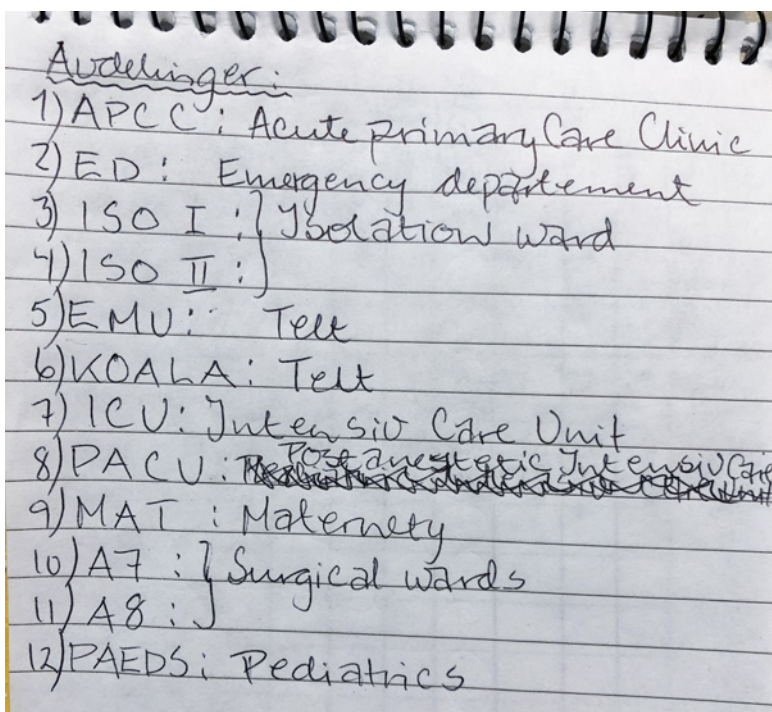 Avdelinger:
1) APCC: Acute primary Care Clinic
2) ED: Emergency departement
3) ISO I :} Isolation ward
4) ISO II :}
5) EMU: Telt
6) KOALA: Telt
7) ICU: Intensiv Care Unit
8) PACU: Post anestetic Intensiv Care
9) MAT : Maternety
10) A7 :} Surgical wards
11) A8 :}
12) PAEDS: Pediatrics